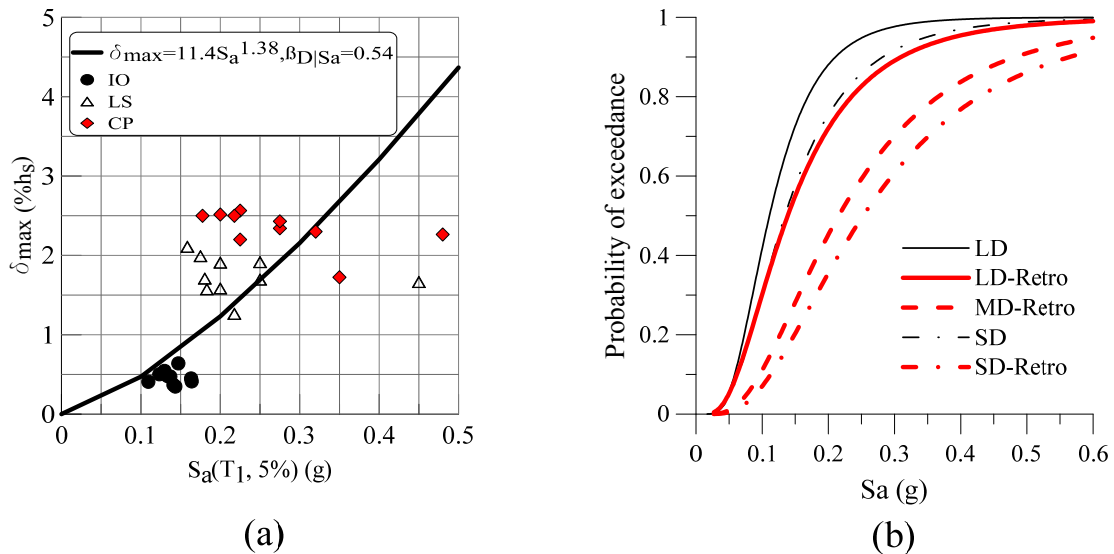 5
4
3
2
1
0
δmax (%hs)
δmax=11.4Sa^1.38,ßD|Sa=0.54
IO
LS
CP
0 0.1 0.2 0.3 0.4 0.5
Sa(T1, 5%) (g)
(a)
1
0.8
0.6
0.4
0.2
0
Probability of exceedance
LD
LD-Retro
MD-Retro
SD
SD-Retro
0 0.1 0.2 0.3 0.4 0.5 0.6
Sa (g)
(b)